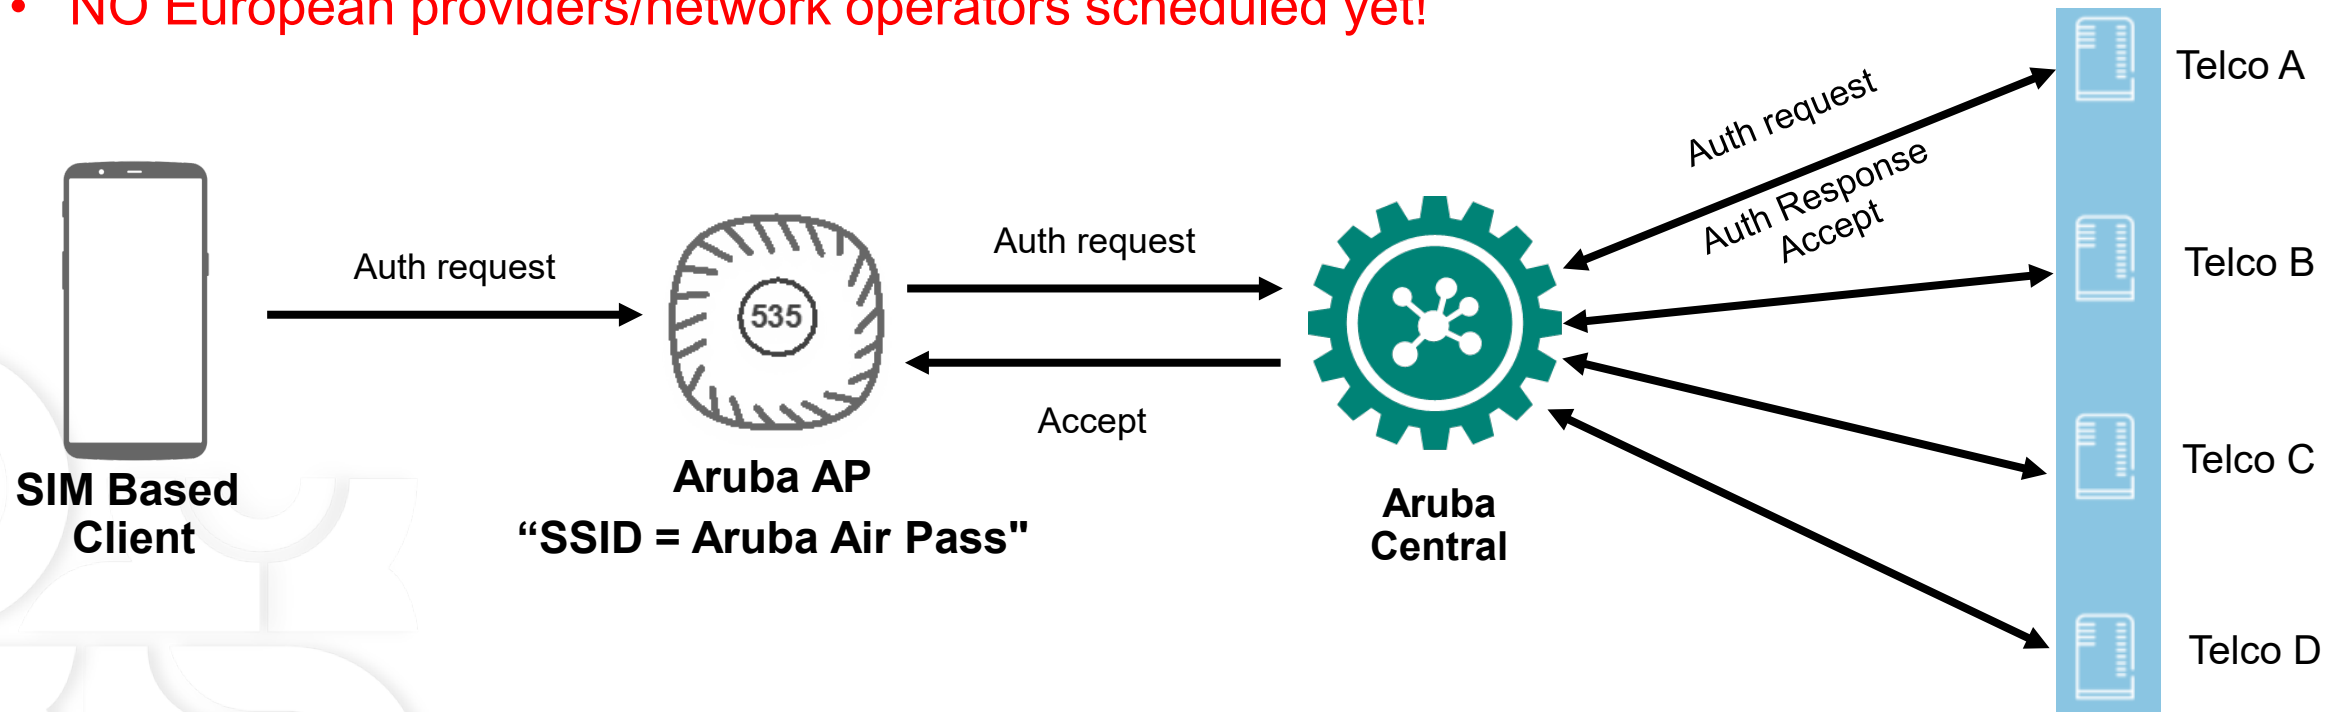 • NO European providers/network operators scheduled yet!
Auth request
Auth request
Accept
Auth request
Auth Response
Accept
Telco A
Telco B
Telco C
Telco D
535
SIM Based
Client
Aruba AP
“SSID = Aruba Air Pass"
Aruba
Central